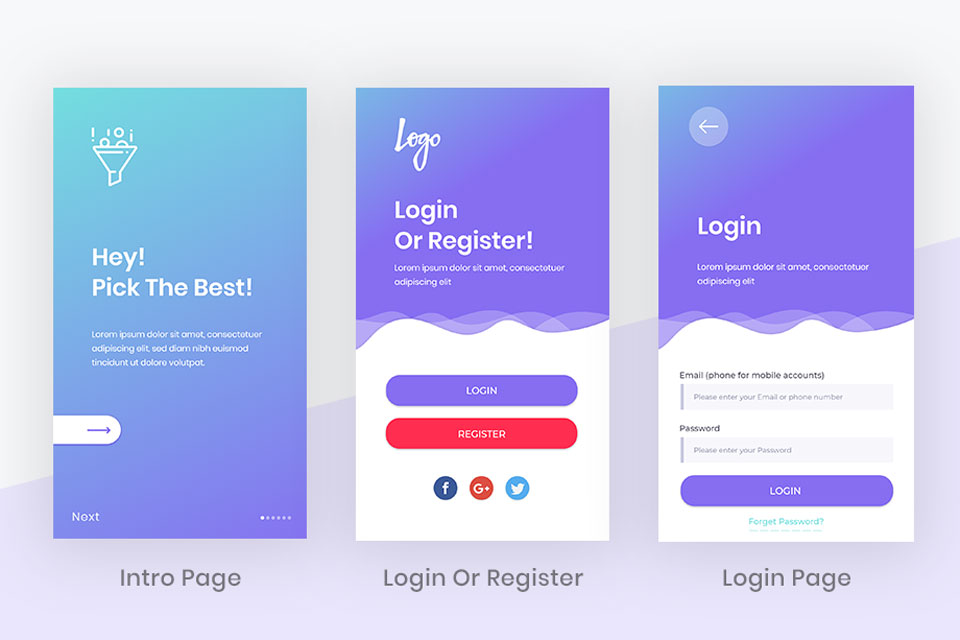 Hey!
Pick The Best!
Lorem ipsum dolor sit amet, consectetuer
adipiscing elit, sed diam nibh euismod
tincidunt ut dolore volutpat.
Next
Intro Page
Logo
Login
Or Register!
Lorem ipsum dolor sit amet, consectetuer
adipiscing elit
LOGIN
REGISTER
f
G+
Login Or Register
Login
Lorem ipsum dolor sit amet, consectetuer
adipiscing elit
Email (phone for mobile accounts)
Please enter your Email or phone number
Password
Please enter your Password
LOGIN
Forget Password?
Login Page